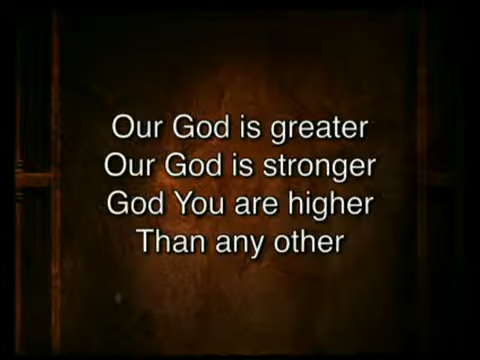 Our God is greater
Our God is stronger
God You are higher
Than any other